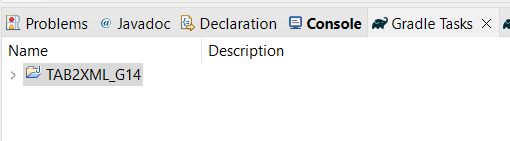 Problems @ Javadoc Declaration Console Gradle Tasks
Name Description
TAB2XML_G14